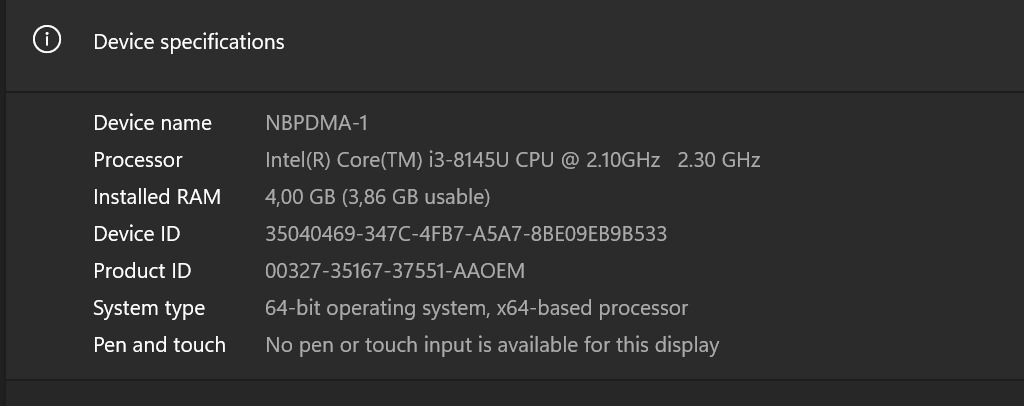 Device specifications
Device name NBPDMA-1
Processor Intel(R) Core(TM) i3-8145U CPU @ 2.10GHz 2.30 GHz
Installed RAM 4,00 GB (3,86 GB usable)
Device ID 35040469-347C-4FB7-A5A7-8BE09EB9B533
Product ID 00327-35167-37551-AAOEM
System type 64-bit operating system, x64-based processor
Pen and touch No pen or touch input is available for this display